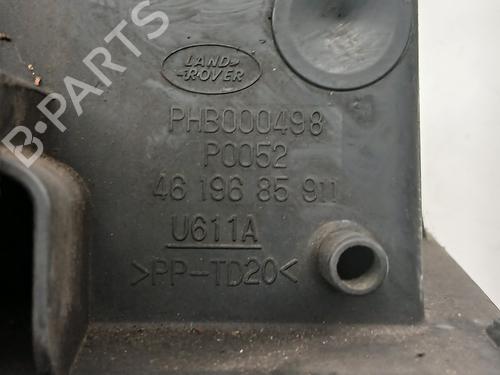 LAND-
-ROVER
PHB000498
P0052
46 196 85 911
U611A
>PP-TD20<
B-PARTS